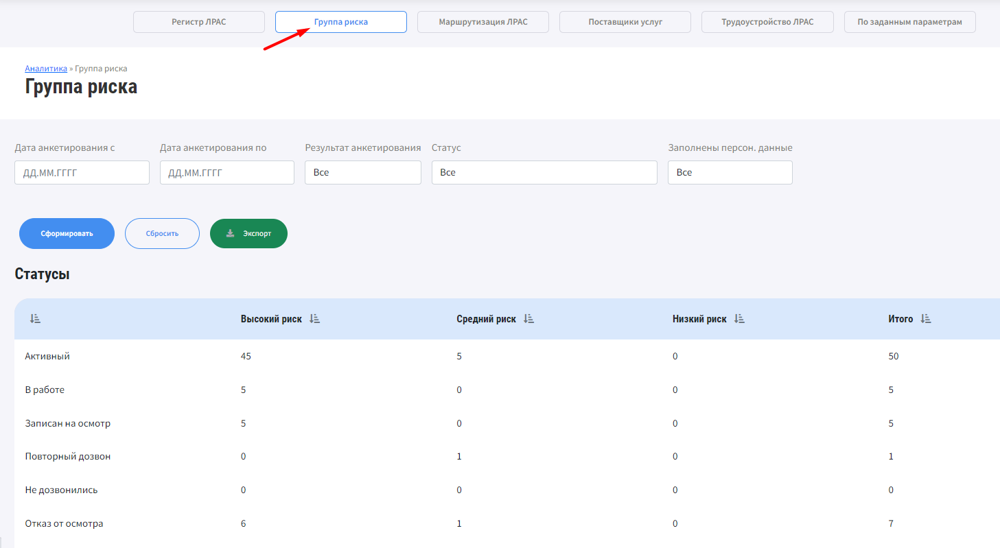 Регистр ЛРАС Группа риска Маршрутизация ЛРАС Поставщики услуг Трудоустройство ЛРАС По заданным параметрам
Аналитика » Группа риска
Группа риска
Дата анкетирования с Дата анкетирования по Результат анкетирования Статус Заполнены персон. данные
ДД.ММ.ГГГГ ДД.ММ.ГГГГ Все Все Все
Сформировать Сбросить Экспорт
Статусы
Высокий риск Средний риск Низкий риск Итого
Активный 45 5 0 50
В работе 5 0 0 5
Записан на осмотр 5 0 0 5
Повторный дозвон 0 1 0 1
Не дозвонились 0 0 0 0
Отказ от осмотра 6 1 0 7